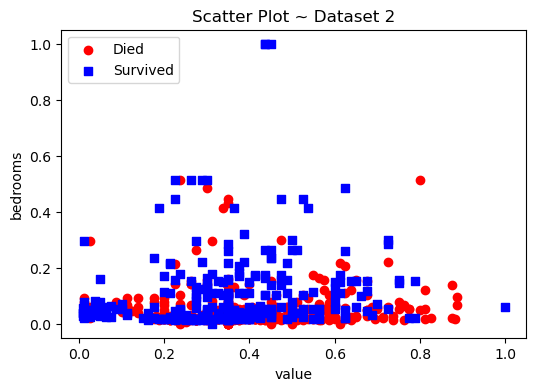 Scatter Plot ~ Dataset 2
Died
Survived
bedrooms
1.0
0.8
0.6
0.4
0.2
0.0
0.0 0.2 0.4 0.6 0.8 1.0
value